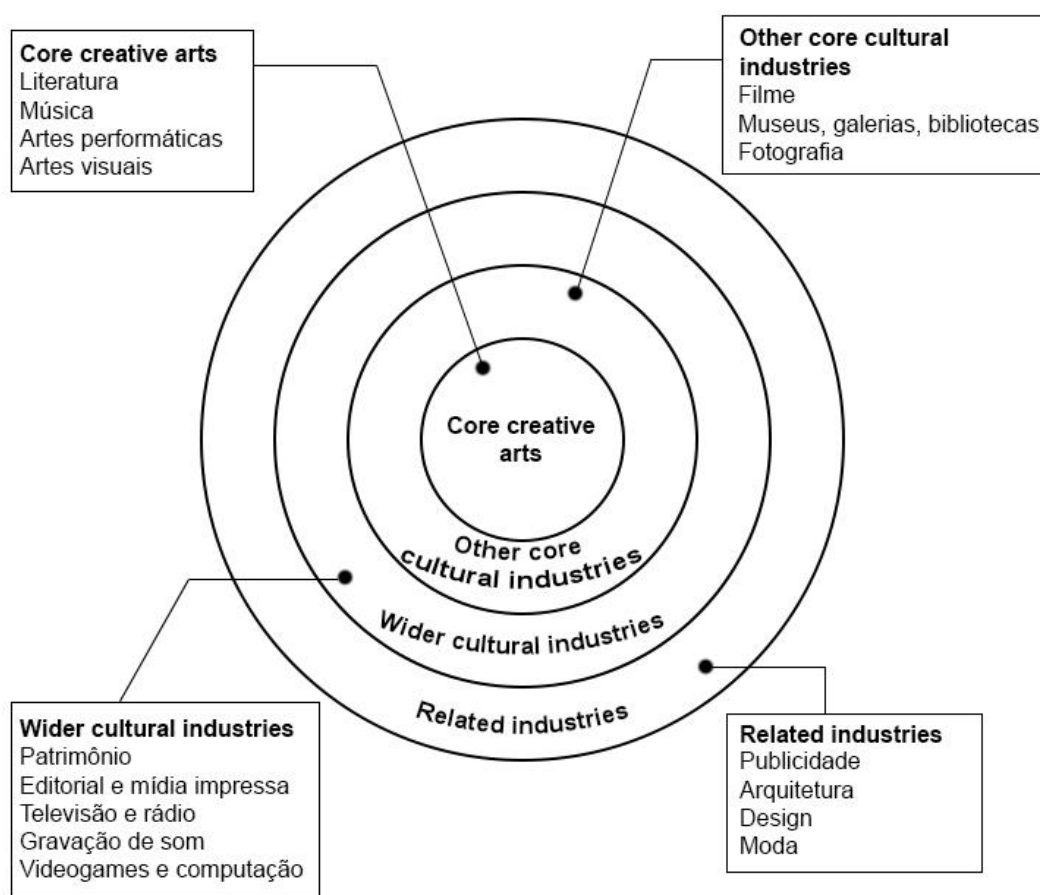 Core creative arts
Literatura
Música
Artes performáticas
Artes visuais
Other core cultural
industries
Filme
Museus, galerias, bibliotecas
Fotografia
Core creative
arts
Other core
cultural industries
Wider cultural industries
Related industries
Wider cultural industries
Patrimônio
Editorial e mídia impressa
Televisão e rádio
Gravação de som
Videogames e computação
Related industries
Publicidade
Arquitetura
Design
Moda